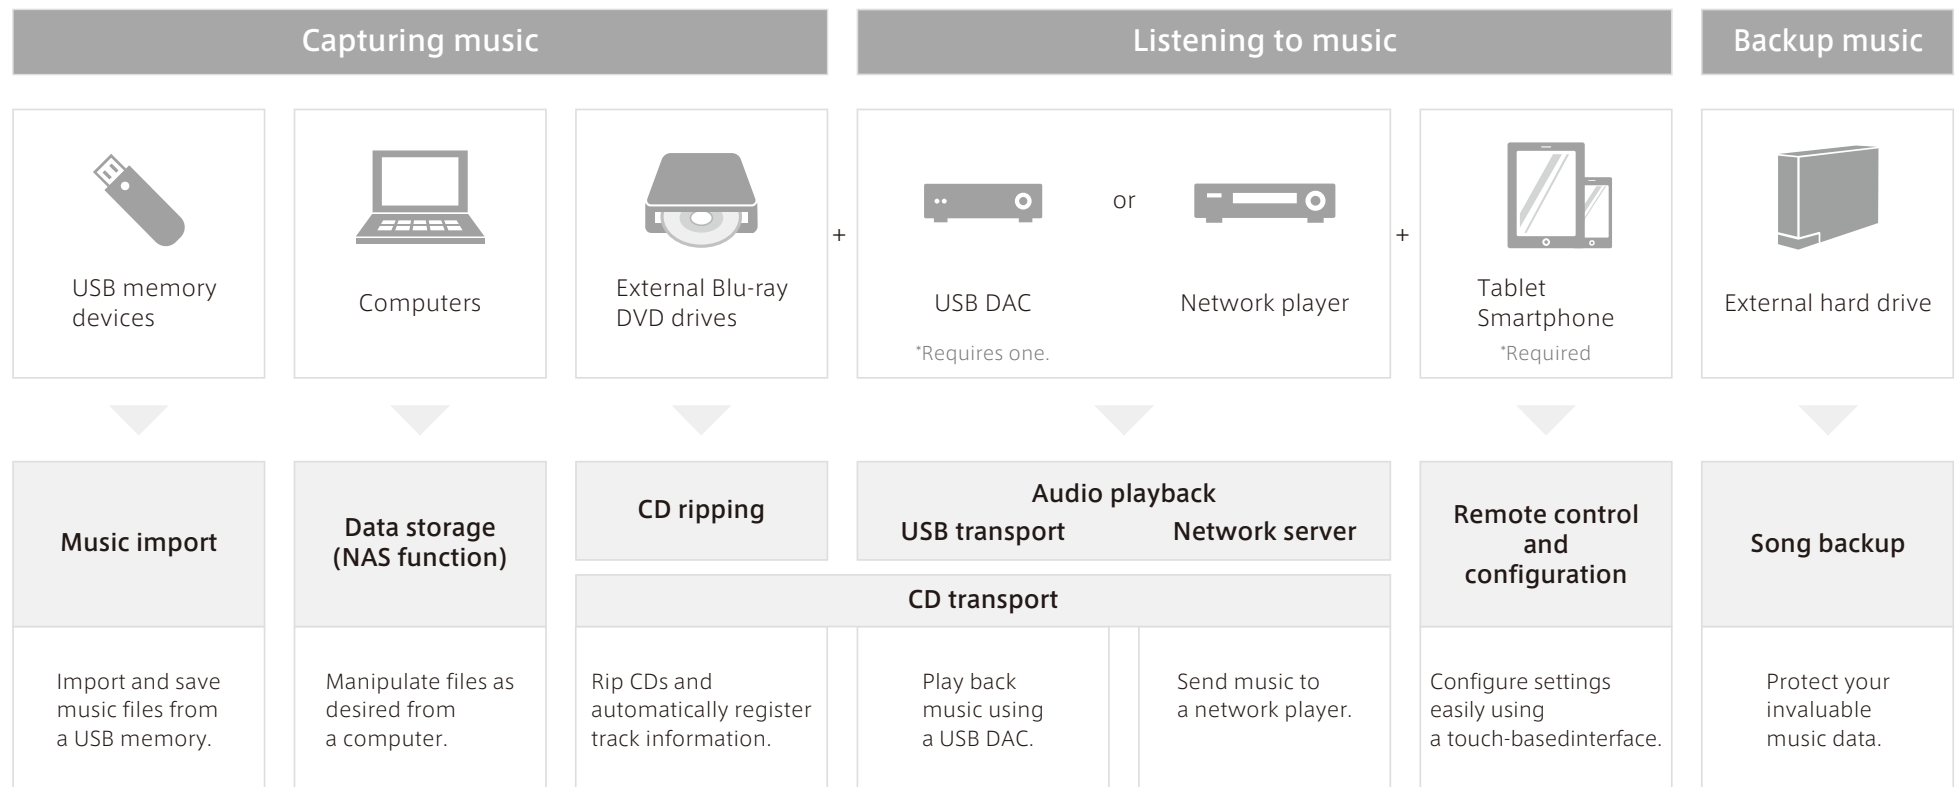 Capturing music
Listening to music
Backup music
USB memory
devices
Computers
External Blu-ray
DVD drives
+
USB DAC
*Requires one.
or
Network player
+
Tablet
Smartphone
*Required
External hard drive
Music import
Data storage
(NAS function)
CD ripping
Audio playback
USB transport
Network server
CD transport
Remote control
and
configuration
Song backup
Import and save
music files from
a USB memory.
Manipulate files as
desired from
a computer.
Rip CDs and
automatically register
track information.
Play back
music using
a USB DAC.
Send music to
a network player.
Configure settings
easily using
a touch-basedinterface.
Protect your
invaluable
music data.